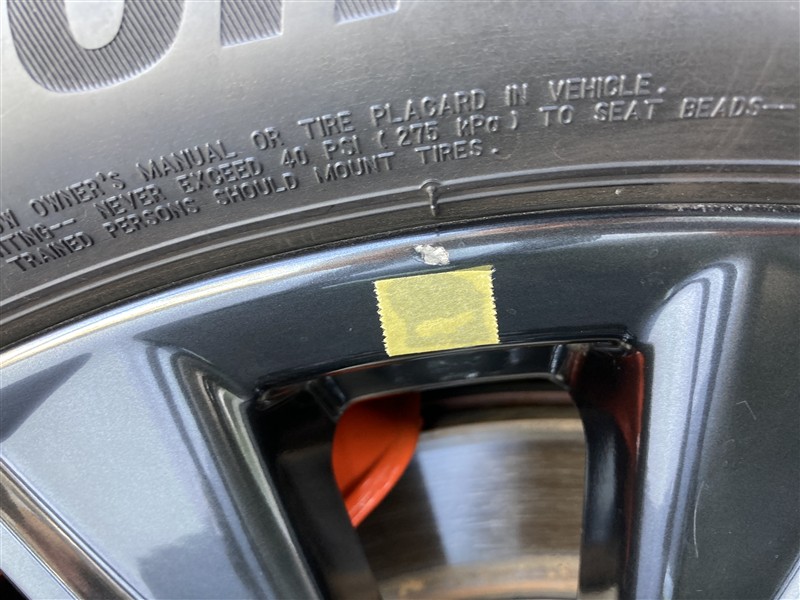 ON OWNER'S MANUAL OR TIRE PLACARD IN VEHICLE.
NEVER EXCEED 40 PSI (275 kPa) TO SEAT BEADS—
TRAINED PERSONS SHOULD MOUNT TIRES.